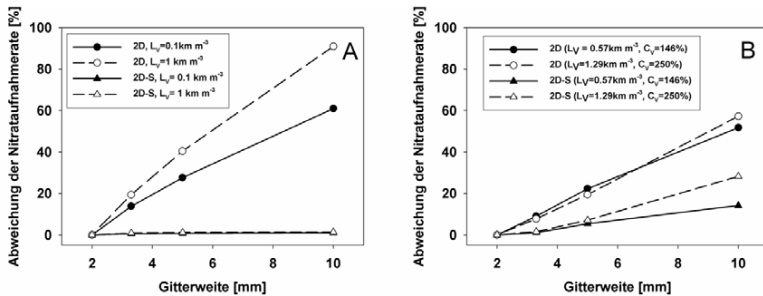 Abweichung der Nitrataufnahmerate [%]
100
80
60
40
20
0
2D, Lv=0.1km m-3
2D, Lv=1 km m-3
2D-S, Lv= 0.1 km m-3
2D-S, Lv= 1 km m-3
A
2 4 6 8 10
Gitterweite [mm]
Abweichung der Nitrataufnahmerate [%]
100
80
60
40
20
0
2D (Lv = 0.57km m-3, Cv=146%)
2D (Lv=1.29km m-3, Cv=250%)
2D-S (Lv=0.57km m-3, Cv=146%)
2D-S (Lv=1.29km m-3, Cv=250%)
B
2 4 6 8 10
Gitterweite [mm]